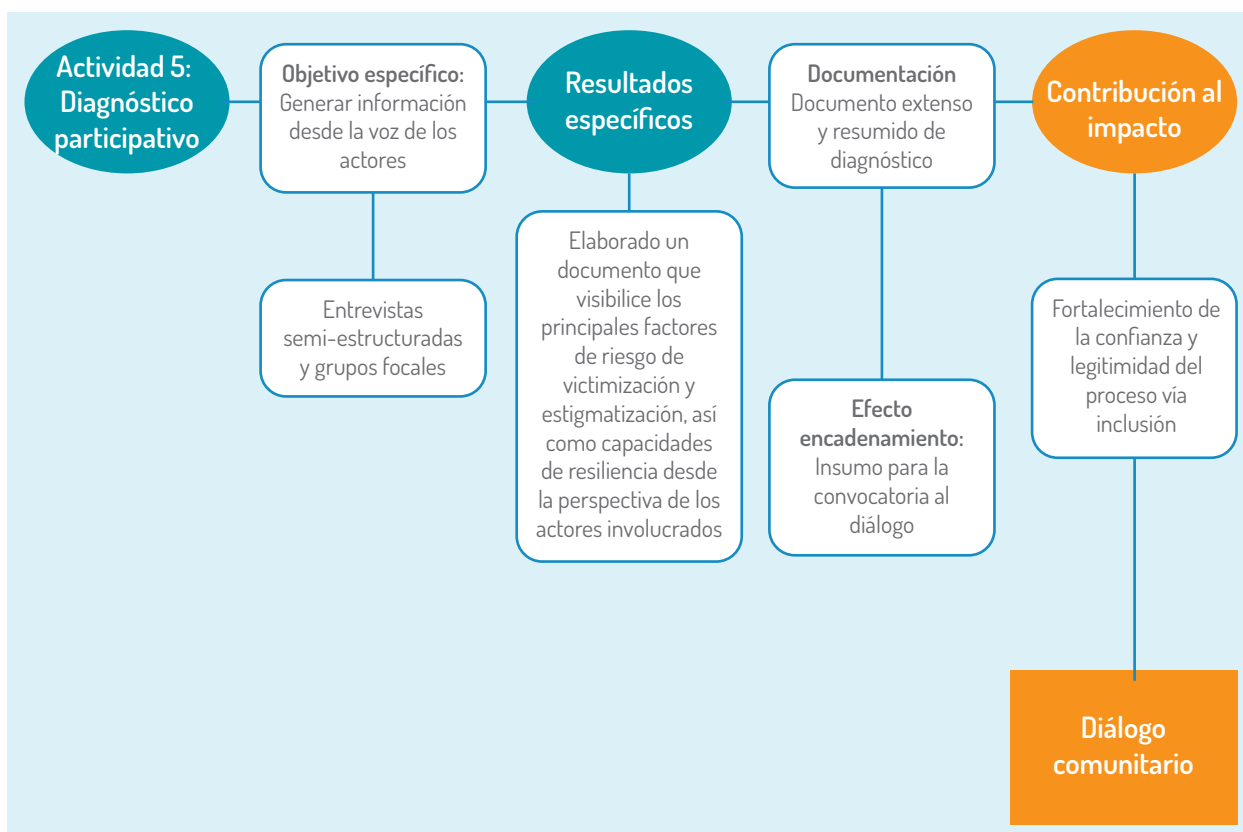 Actividad 5:
Diagnóstico
participativo
Objetivo específico:
Generar información
desde la voz de los
actores
Entrevistas
semi-estructuradas
y grupos focales
Resultados
específicos
Elaborado un
documento que
visibilice los
principales factores
de riesgo de
victimización y
estigmatización, así
como capacidades
de resiliencia desde
la perspectiva de los
actores involucrados
Documentación
Documento extenso
y resumido de
diagnóstico
Efecto
encadenamiento:
Insumo para la
convocatoria al
diálogo
Contribución al
impacto
Fortalecimiento de
la confianza y
legitimidad del
proceso vía
inclusión
Diálogo
comunitario